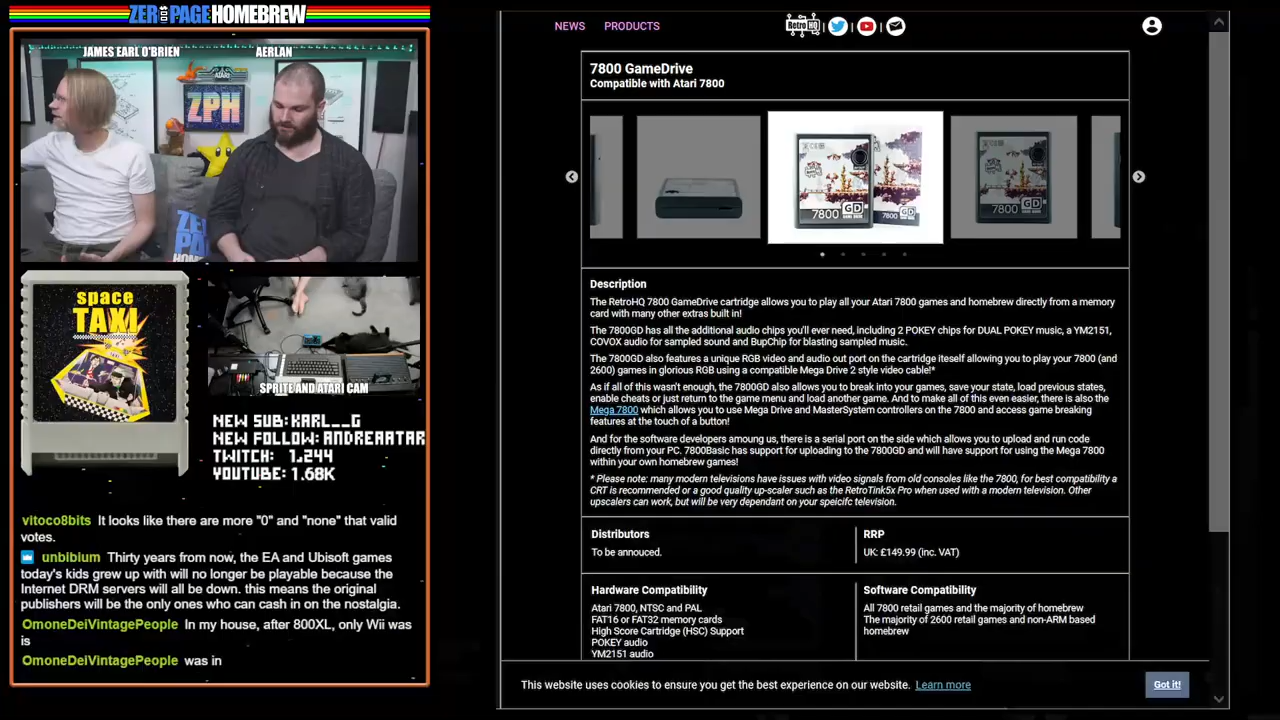 ZERO PAGE HOMEBREW
JAMES EARL O'BRIEN
AERLAN
ATARI
ZPH
space
TAXI
SPRITE AND ATARI CAM
NEW SUB: KARL__G
NEW FOLLOW: ANDREAATAR
TWITCH: 1,244
YOUTUBE: 1.68K
vitoco8bits It looks like there are more "0" and "none" that valid
votes.
unbibium Thirty years from now, the EA and Ubisoft games
today's kids grew up with will no longer be playable because the
Internet DRM servers will all be down. this means the original
publishers will be the only ones who can cash in on the nostalgia.
OmoneDeiVintagePeople In my house, after 800XL, only Wii was
is
OmoneDeiVintagePeople was in
NEWS
PRODUCTS
RetroHQ
7800 GameDrive
Compatible with Atari 7800
7800 GD
7800 GD
7800 GD
Description
The RetroHQ 7800 GameDrive cartridge allows you to play all your Atari 7800 games and homebrew directly from a memory
card with many other extras built in!
The 7800GD has all the additional audio chips you'll ever need, including 2 POKEY chips for DUAL POKEY music, a YM2151,
COVOX audio for sampled sound and BupChip for blasting sampled music.
The 7800GD also features a unique RGB video and audio out port on the cartridge iteself allowing you to play your 7800 (and
2600) games in glorious RGB using a compatible Mega Drive 2 style video cable!*
As if all of this wasn't enough, the 7800GD also allows you to break into your games, save your state, load previous states,
enable cheats or just return to the game menu and load another game. And to make all of this even easier, there is also the
Mega 7800 which allows you to use Mega Drive and MasterSystem controllers on the 7800 and access game breaking
features at the touch of a button!
And for the software developers amoung us, there is a serial port on the side which allows you to upload and run code
directly from your PC. 7800Basic has support for uploading to the 7800GD and will have support for using the Mega 7800
within your own homebrew games!
* Please note: many modern televisions have issues with video signals from old consoles like the 7800, for best compatibility a
CRT is recommended or a good quality up-scaler such as the RetroTink5x Pro when used with a modern television. Other
upscalers can work, but will be very dependant on your speicifc television.
Distributors
To be annouced.
RRP
UK: £149.99 (inc. VAT)
Hardware Compatibility
Atari 7800, NTSC and PAL
FAT16 or FAT32 memory cards
High Score Cartridge (HSC) Support
POKEY audio
YM2151 audio
Software Compatibility
All 7800 retail games and the majority of homebrew
The majority of 2600 retail games and non-ARM based
homebrew
This website uses cookies to ensure you get the best experience on our website. Learn more
Got it!